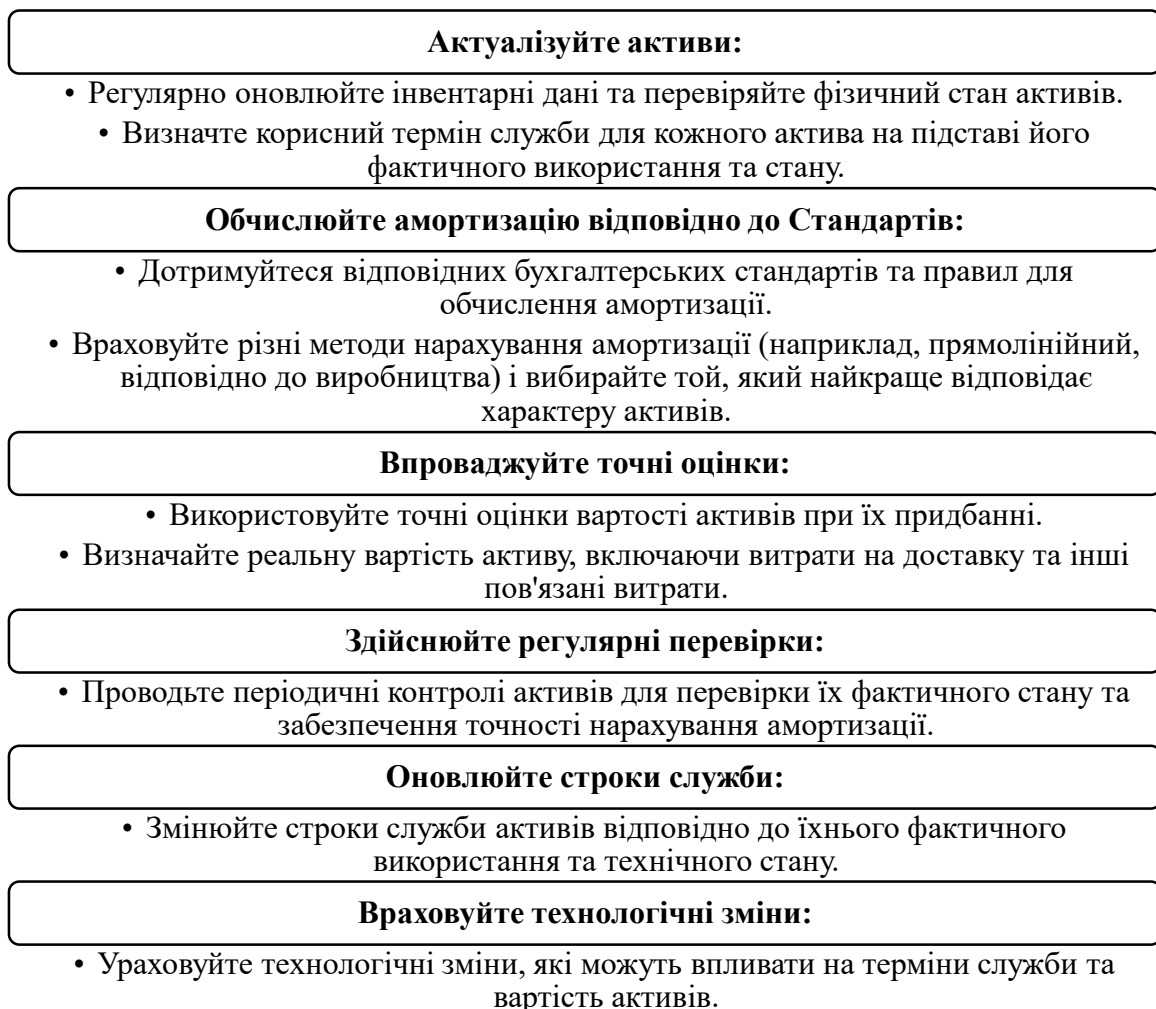 Актуалізуйте активи:
• Регулярно оновлюйте інвентарні дані та перевіряйте фізичний стан активів.
• Визначте корисний термін служби для кожного актива на підставі його
фактичного використання та стану.
Обчислюйте амортизацію відповідно до Стандартів:
• Дотримуйтеся відповідних бухгалтерських стандартів та правил для
обчислення амортизації.
• Враховуйте різні методи нарахування амортизації (наприклад, прямолінійний,
відповідно до виробництва) і вибирайте той, який найкраще відповідає
характеру активів.
Впроваджуйте точні оцінки:
• Використовуйте точні оцінки вартості активів при їх придбанні.
• Визначайте реальну вартість активу, включаючи витрати на доставку та інші
пов'язані витрати.
Здійснюйте регулярні перевірки:
• Проводьте періодичні контролі активів для перевірки їх фактичного стану та
забезпечення точності нарахування амортизації.
Оновлюйте строки служби:
• Змінюйте строки служби активів відповідно до їхнього фактичного
використання та технічного стану.
Враховуйте технологічні зміни:
• Ураховуйте технологічні зміни, які можуть впливати на терміни служби та
вартість активів.